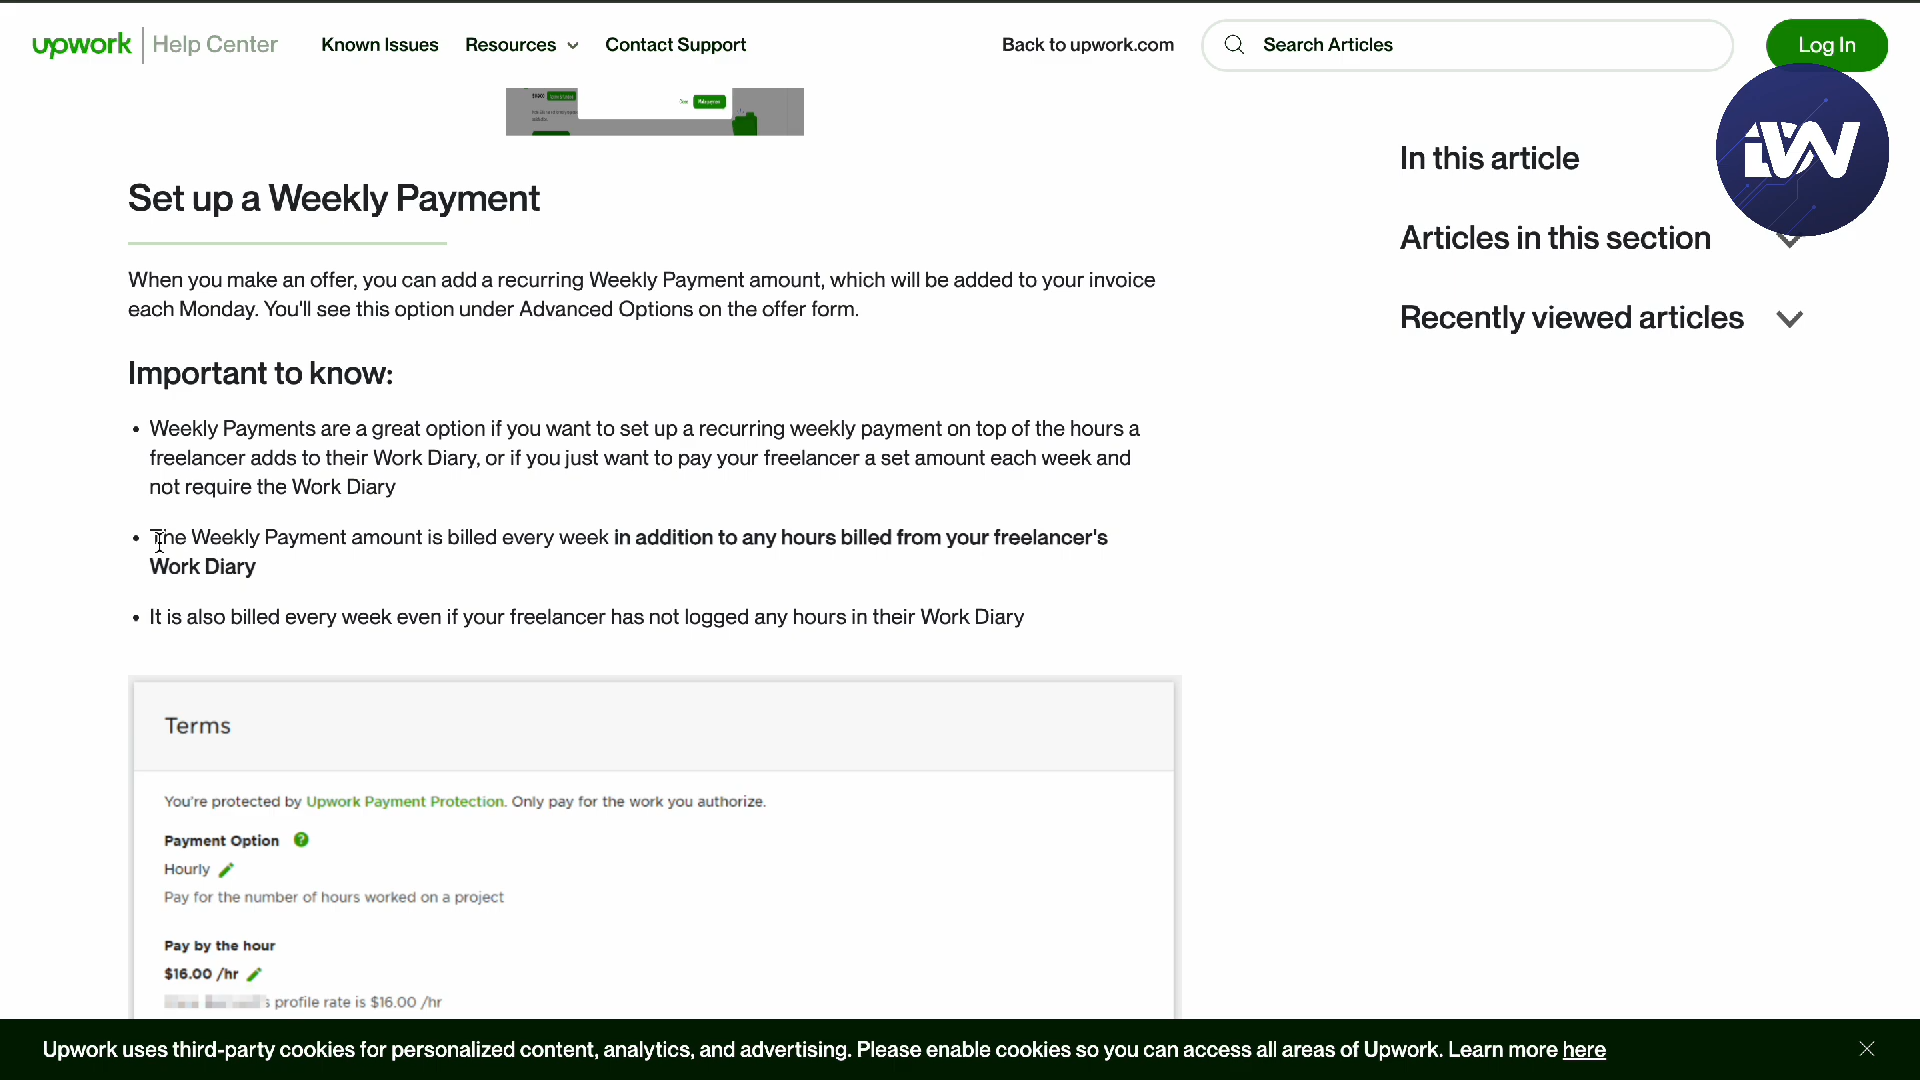 upwork Help Center Known Issues Resources Contact Support Back to upwork.com Search Articles Log In
Set up a Weekly Payment
When you make an offer, you can add a recurring Weekly Payment amount, which will be added to your invoice
each Monday. You'll see this option under Advanced Options on the offer form.
Important to know:
• Weekly Payments are a great option if you want to set up a recurring weekly payment on top of the hours a
freelancer adds to their Work Diary, or if you just want to pay your freelancer a set amount each week and
not require the Work Diary
• The Weekly Payment amount is billed every week in addition to any hours billed from your freelancer's
Work Diary
• It is also billed every week even if your freelancer has not logged any hours in their Work Diary
Terms
You're protected by Upwork Payment Protection. Only pay for the work you authorize.
Payment Option
Hourly
Pay for the number of hours worked on a project
Pay by the hour
$16.00 /hr
s profile rate is $16.00 /hr
In this article
Articles in this section
Recently viewed articles
Upwork uses third-party cookies for personalized content, analytics, and advertising. Please enable cookies so you can access all areas of Upwork. Learn more here